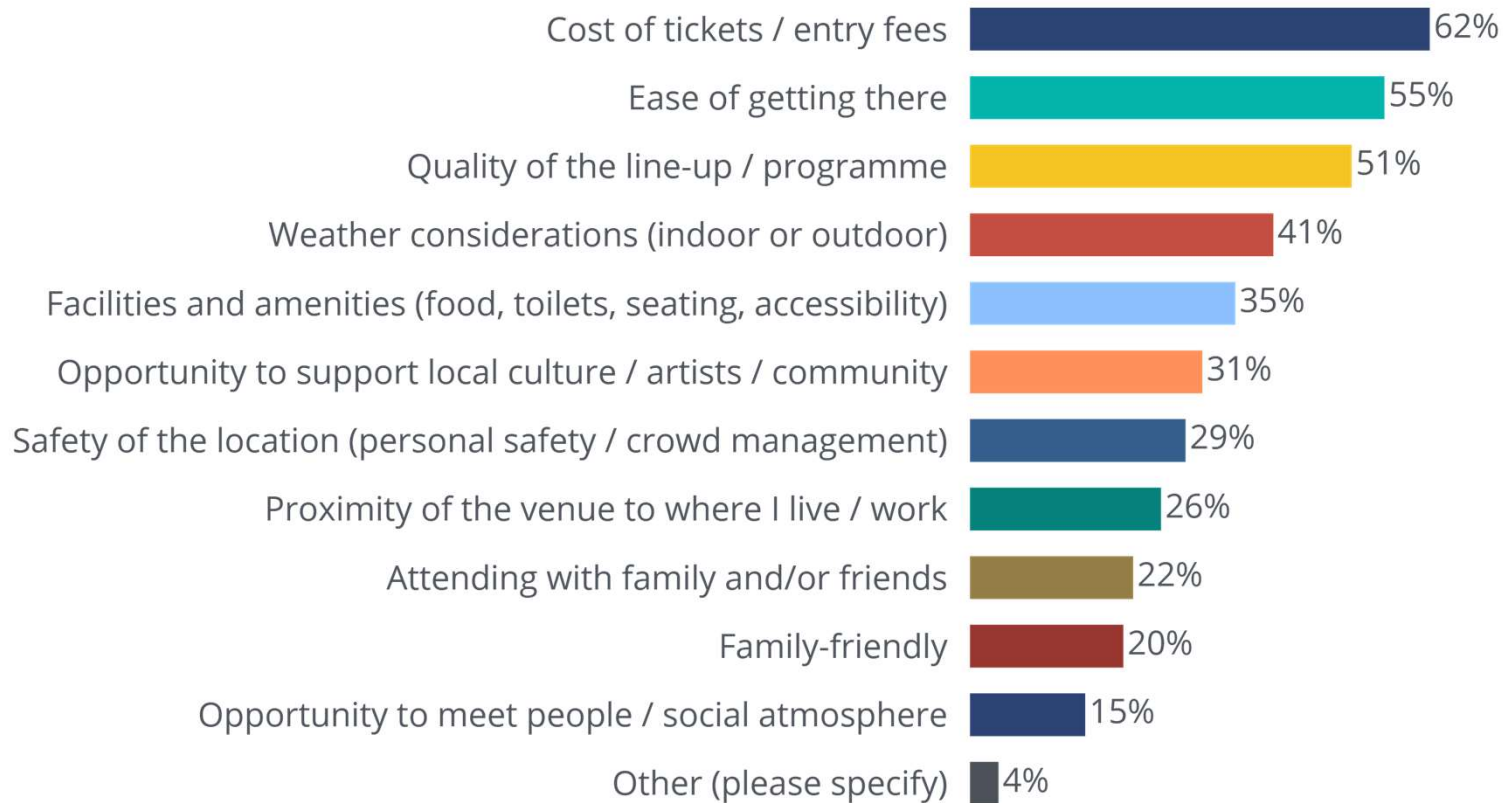 Cost of tickets / entry fees 62%
Ease of getting there 55%
Quality of the line-up / programme 51%
Weather considerations (indoor or outdoor) 41%
Facilities and amenities (food, toilets, seating, accessibility) 35%
Opportunity to support local culture / artists / community 31%
Safety of the location (personal safety / crowd management) 29%
Proximity of the venue to where I live / work 26%
Attending with family and/or friends 22%
Family-friendly 20%
Opportunity to meet people / social atmosphere 15%
Other (please specify) 4%